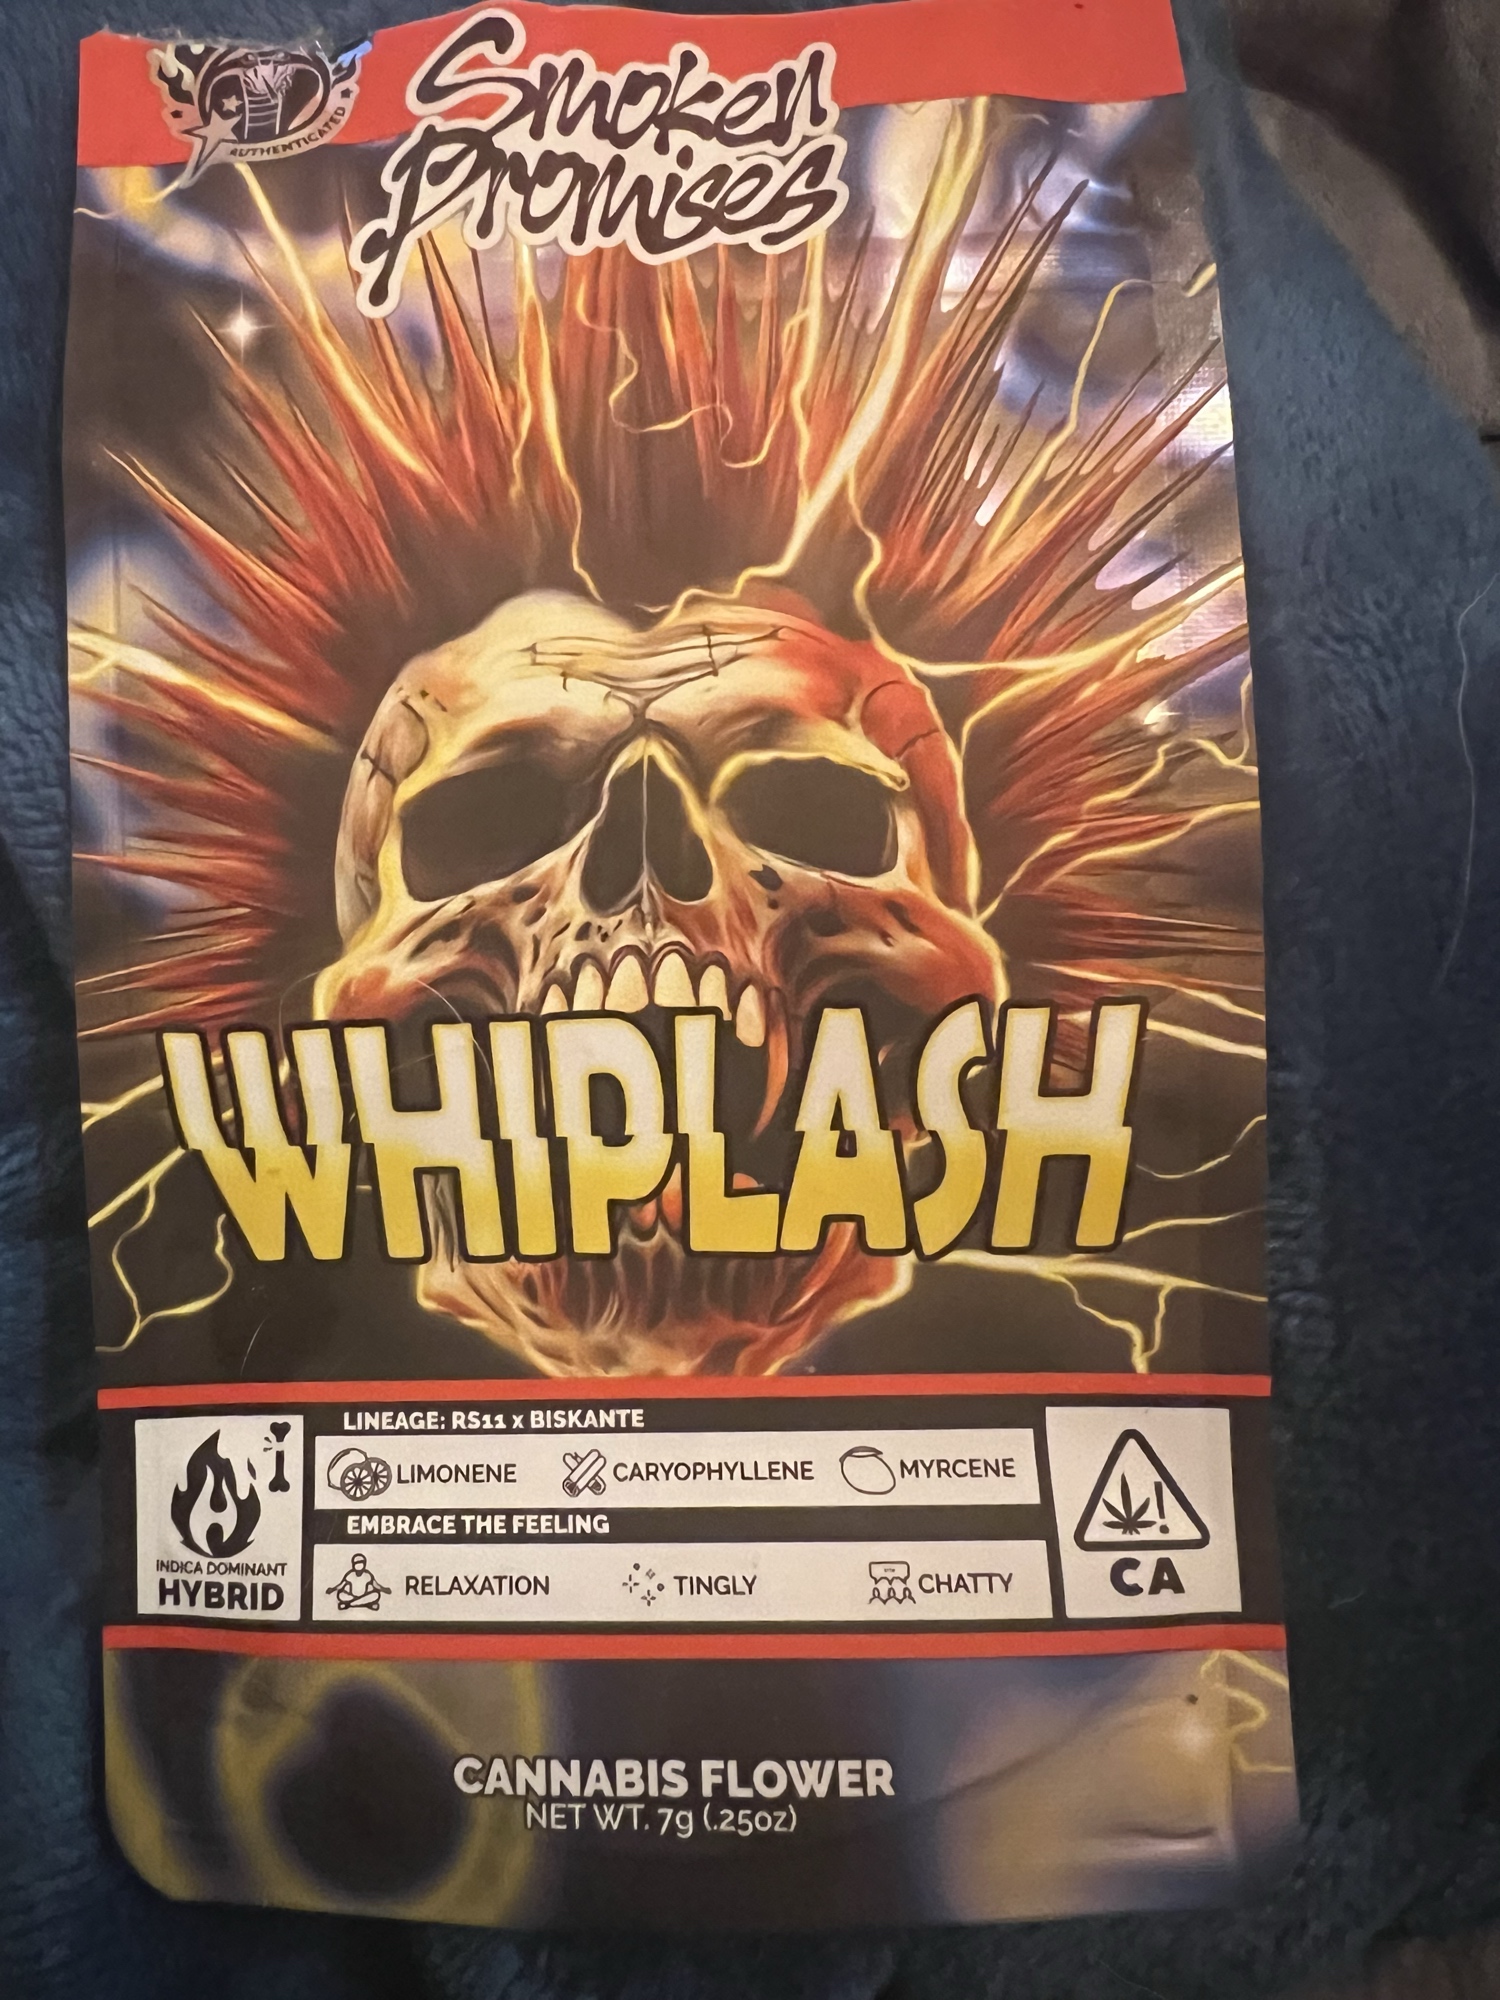 AUTHENTICATED
Smoken
Promises
WHIPLASH
LINEAGE: RS11 x BISKANTE
LIMONENE CARYOPHYLLENE MYRCENE
EMBRACE THE FEELING
INDICA DOMINANT
HYBRID
RELAXATION TINGLY CHATTY
!
CA
CANNABIS FLOWER
NET WT. 7g (.25oz)